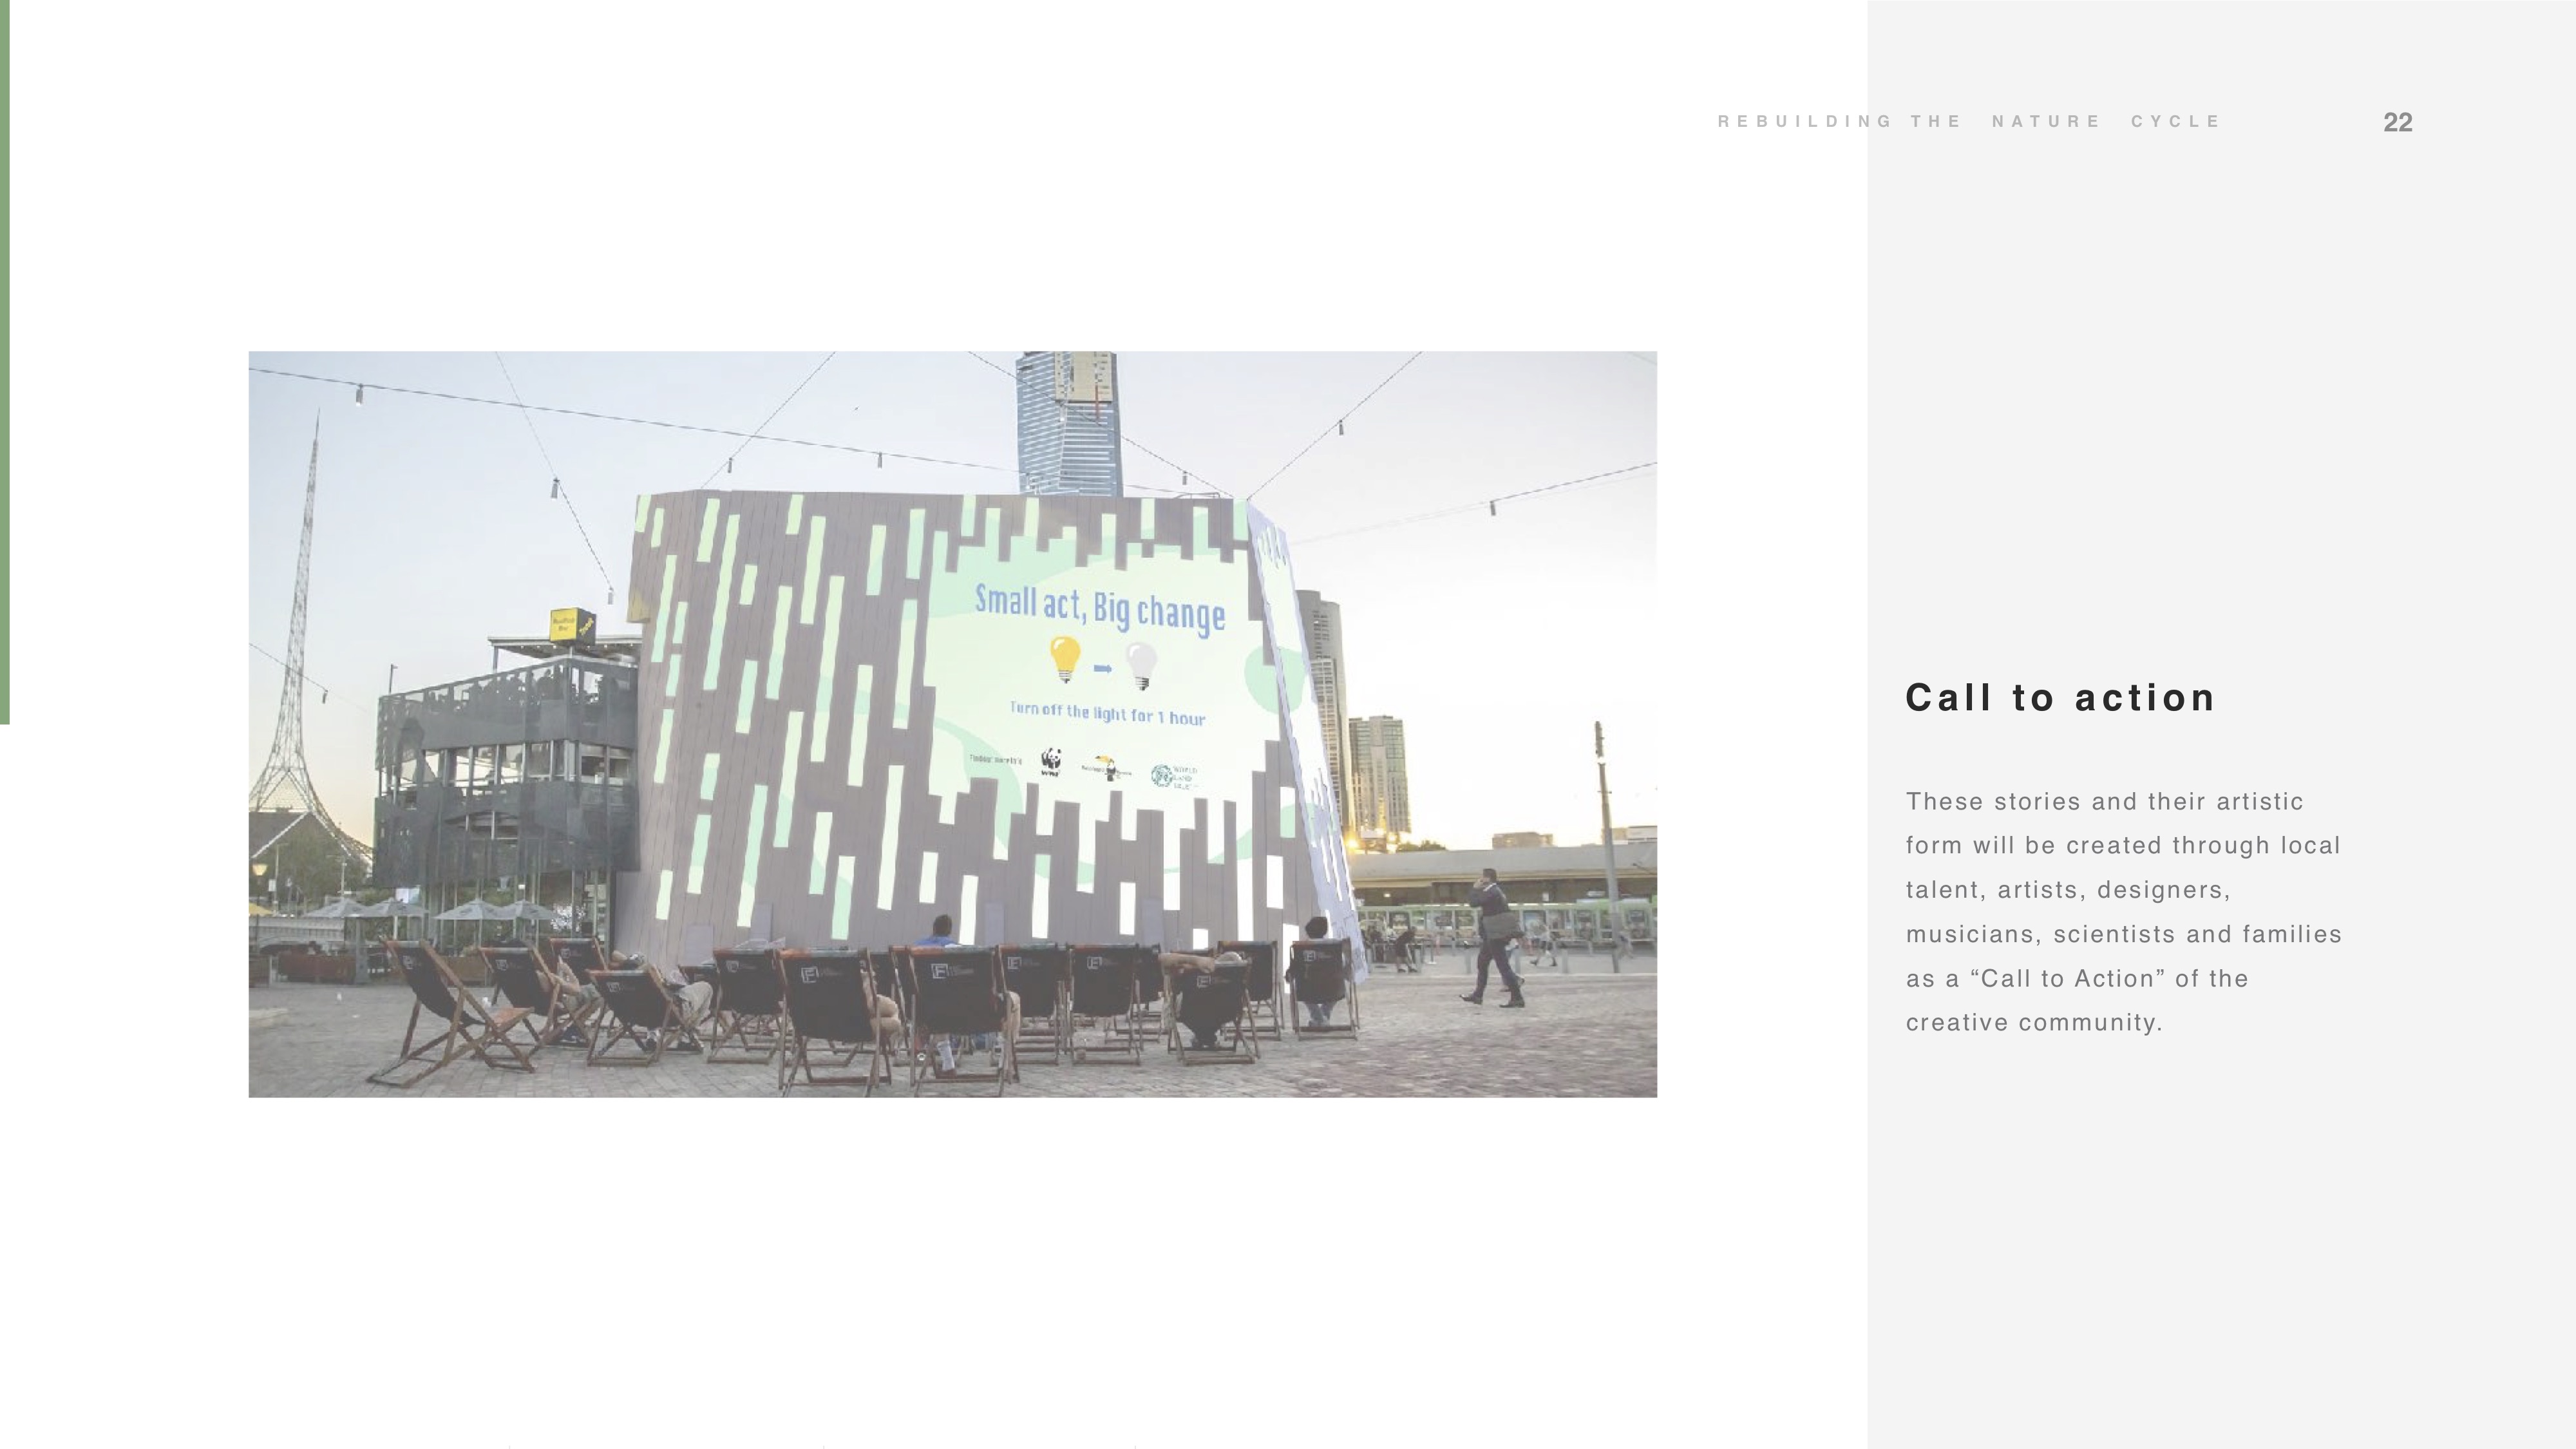 REBUILDING THE NATURE CYCLE
22
Small act, Big change
Turn off the light for 1 hour
WWF
WORLD
LAND
Call to action
These stories and their artistic
form will be created through local
talent, artists, designers,
musicians, scientists and families
as a “Call to Action” of the
creative community.